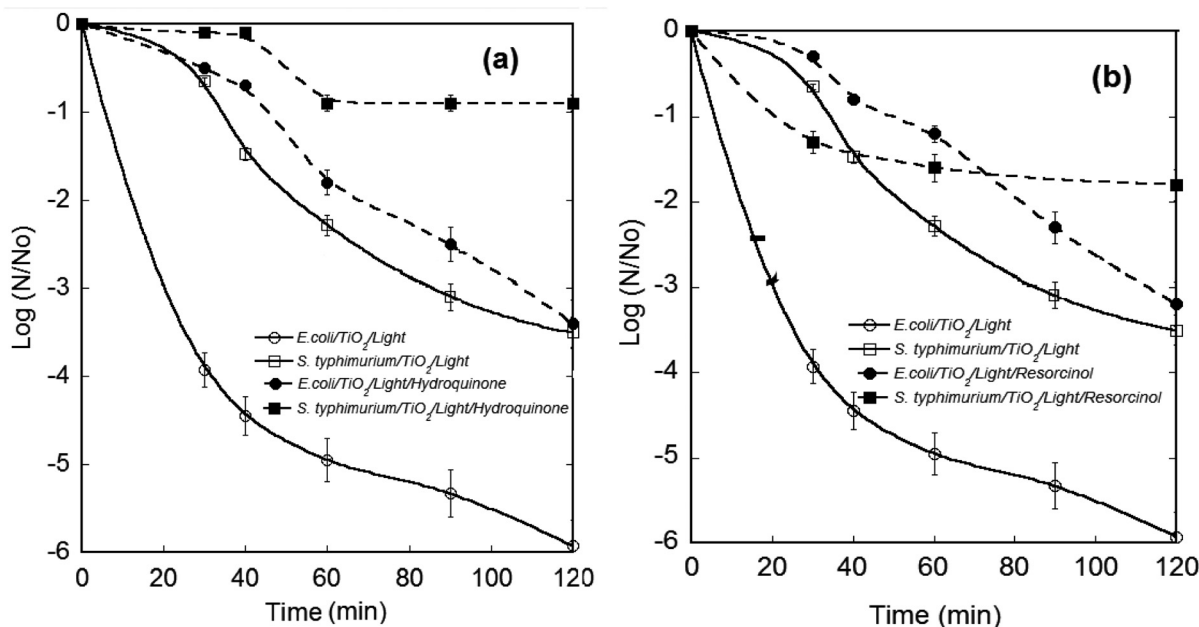 (a)
Log (N/No)
0
-1
-2
-3
-4
-5
-6
E.coli/TiO2/Light
S. typhimurium/TiO2/Light
E.coli/TiO2/Light/Hydroquinone
S. typhimurium/TiO2/Light/Hydroquinone
0 20 40 60 80 100 120
Time (min)
(b)
Log (N/No)
0
-1
-2
-3
-4
-5
-6
E.coli/TiO2/Light
S. typhimurium/TiO2/Light
E.coli/TiO2/Light/Resorcinol
S. typhimurium/TiO2/Light/Resorcinol
0 20 40 60 80 100 120
Time (min)